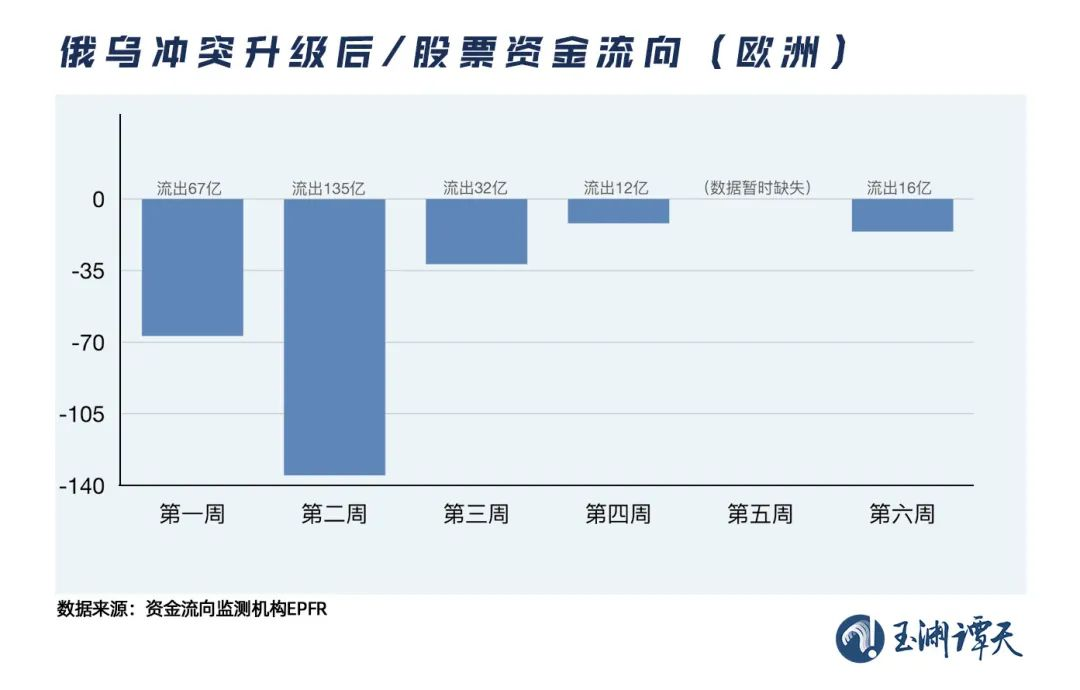 俄乌冲突升级后/股票资金流向（欧洲）
流出67亿 流出135亿 流出32亿 流出12亿 （数据暂时缺失） 流出16亿
0
-35
-70
-105
-140
第一周 第二周 第三周 第四周 第五周 第六周
数据来源：资金流向监测机构EPFR
玉渊谭天